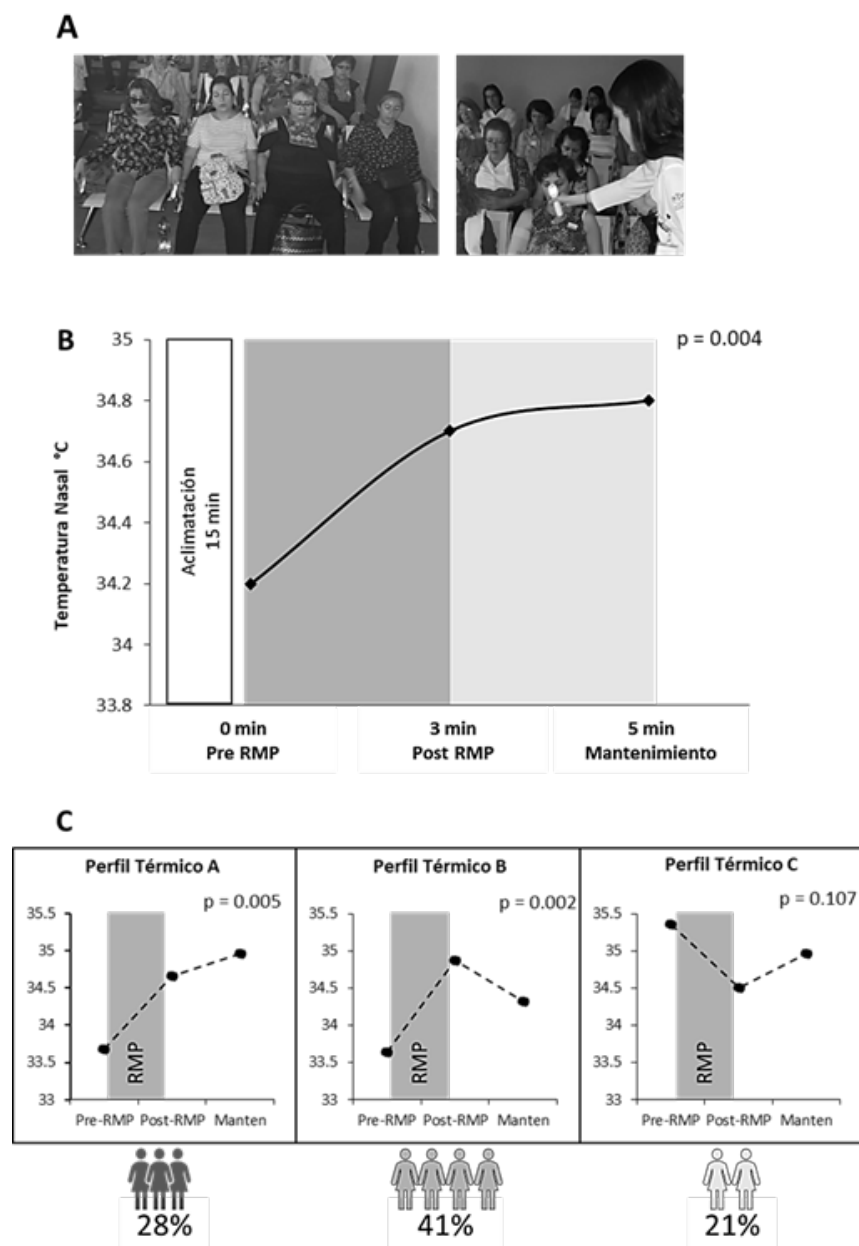 A
B
p = 0.004
Temperatura Nasal °C
35
34.8
34.6
34.4
34.2
34
33.8
Aclimatación
15 min
0 min
Pre RMP
3 min
Post RMP
5 min
Mantenimiento
C
Perfil Térmico A
p = 0.005
35.5
35
34.5
34
33.5
33
RMP
Pre-RMP Post-RMP Manten
28%
Perfil Térmico B
p = 0.002
35.5
35
34.5
34
33.5
33
RMP
Pre-RMP Post-RMP Manten
41%
Perfil Térmico C
p = 0.107
35.5
35
34.5
34
33.5
33
RMP
Pre-RMP Post-RMP Manten
21%